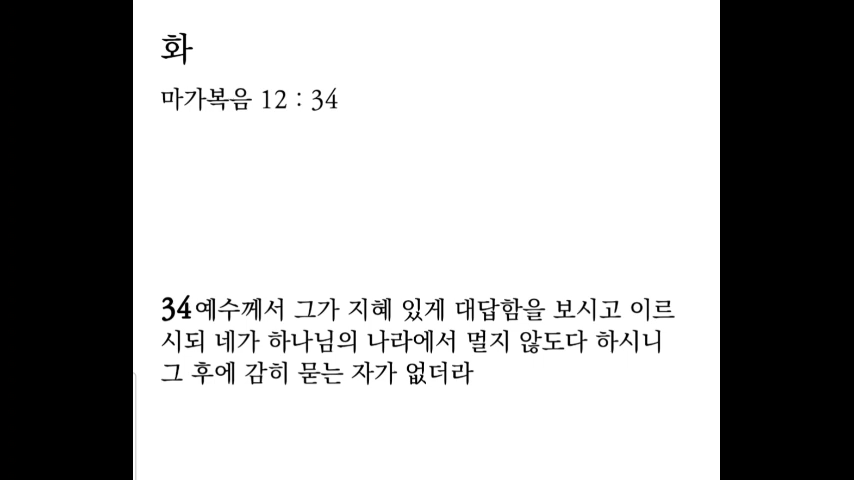 화
마가복음 12 : 34
34예수께서 그가 지혜 있게 대답함을 보시고 이르
시되 네가 하나님의 나라에서 멀지 않도다 하시니
그 후에 감히 묻는 자가 없더라